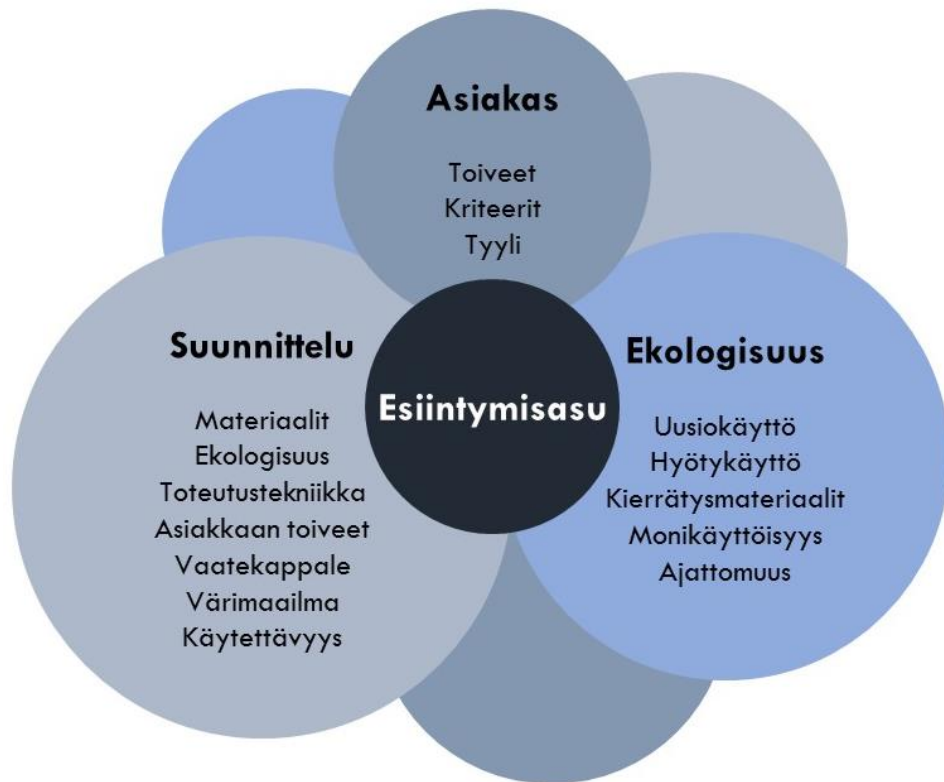 Asiakas
Toiveet
Kriteerit
Tyyli
Suunnittelu
Materiaalit
Ekologisuus
Toteutustekniikka
Asiakkaan toiveet
Vaatekappale
Värimaailma
Käytettävyys
Esiintymisasu
Ekologisuus
Uusiokäyttö
Hyötykäyttö
Kierrätysmateriaalit
Monikäyttöisyys
Ajattomuus